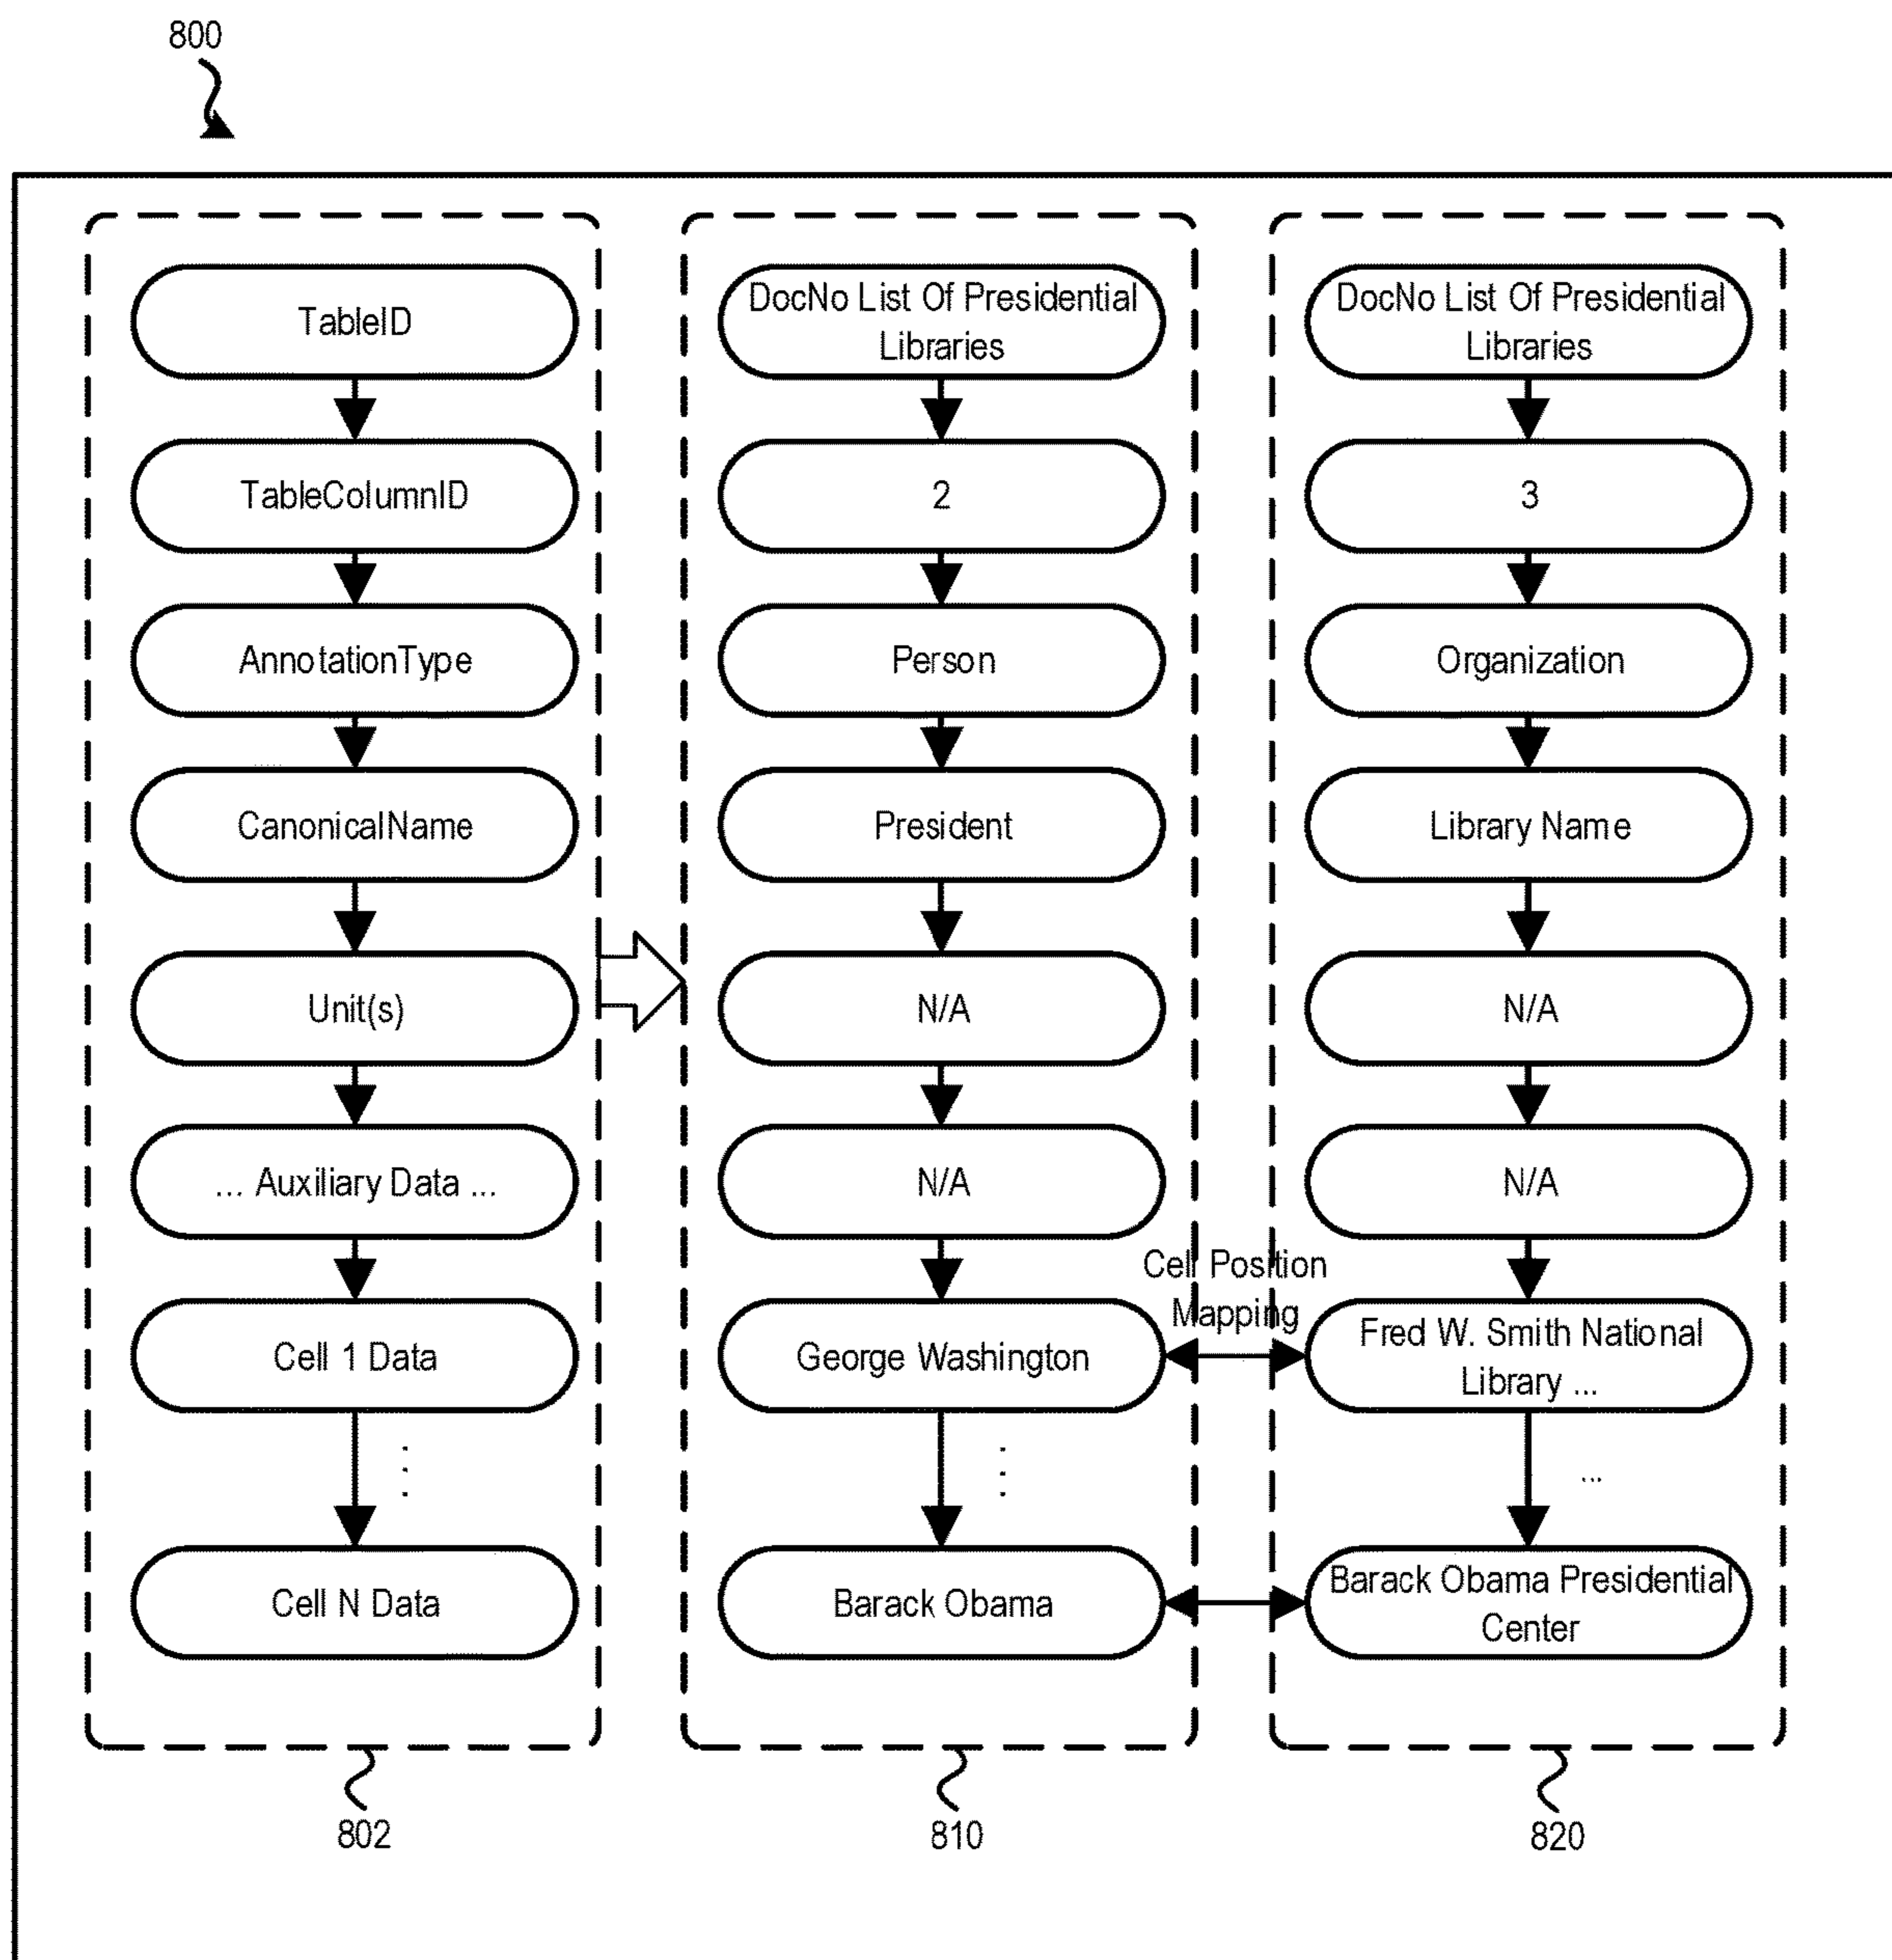 800
TableID
TableColumnID
AnnotationType
CanonicalName
Unit(s)
... Auxiliary Data ...
Cell 1 Data
⋮
Cell N Data
802
DocNo List Of Presidential
Libraries
2
Person
President
N/A
N/A
George Washington
⋮
Barack Obama
810
Cell Position
Mapping
DocNo List Of Presidential
Libraries
3
Organization
Library Name
N/A
N/A
Fred W. Smith National
Library ...
...
Barack Obama Presidential
Center
820